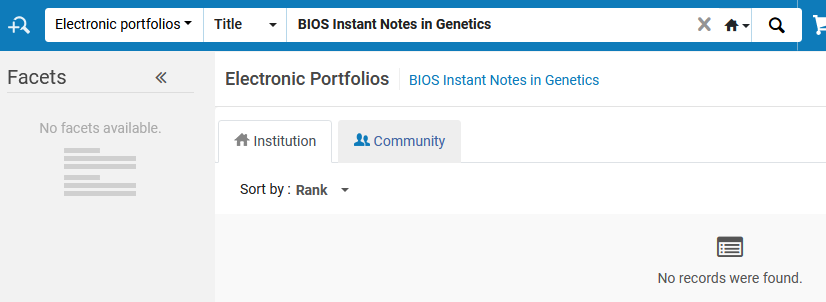 Electronic portfolios Title BIOS Instant Notes in Genetics
Facets
No facets available.
Electronic Portfolios BIOS Instant Notes in Genetics
Institution Community
Sort by : Rank
No records were found.